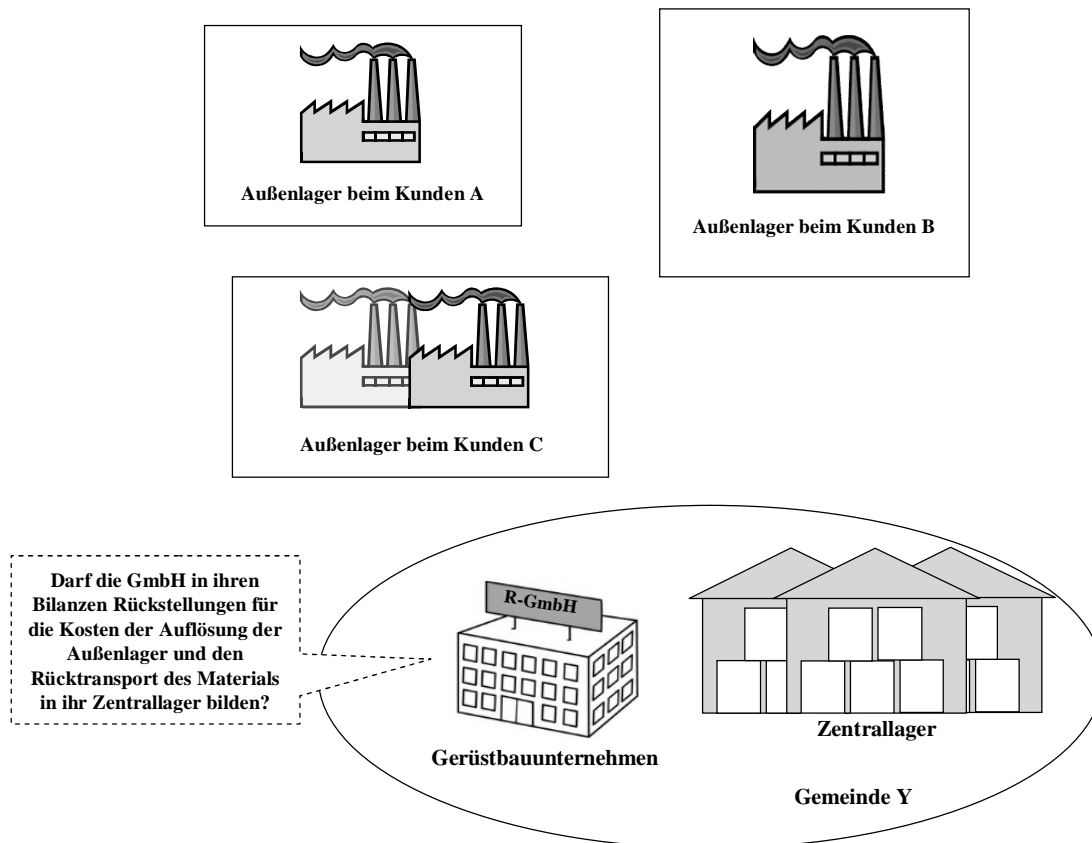 Außenlager beim Kunden A
Außenlager beim Kunden B
Außenlager beim Kunden C
Darf die GmbH in ihren
Bilanzen Rückstellungen für
die Kosten der Auflösung der
Außenlager und den
Rücktransport des Materials
in ihr Zentrallager bilden?
R-GmbH
Gerüstbauunternehmen
Zentrallager
Gemeinde Y